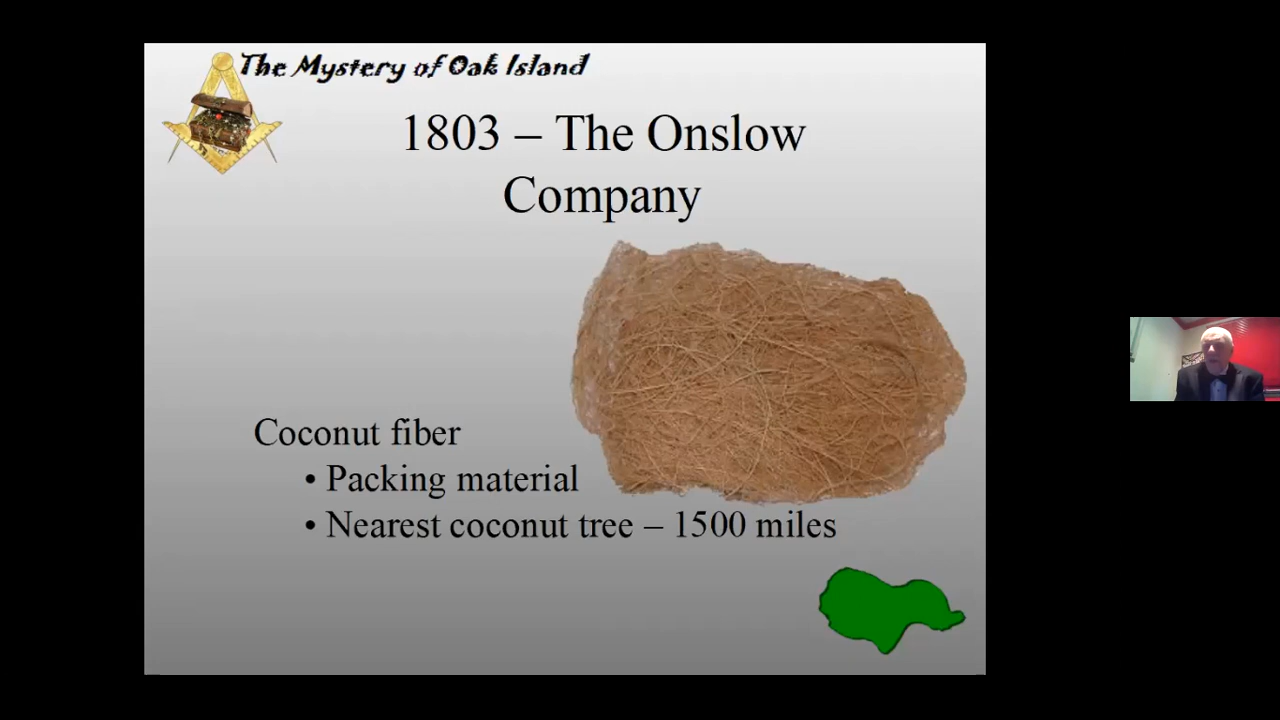 The Mystery of Oak Island
1803 – The Onslow
Company
Coconut fiber
• Packing material
• Nearest coconut tree – 1500 miles